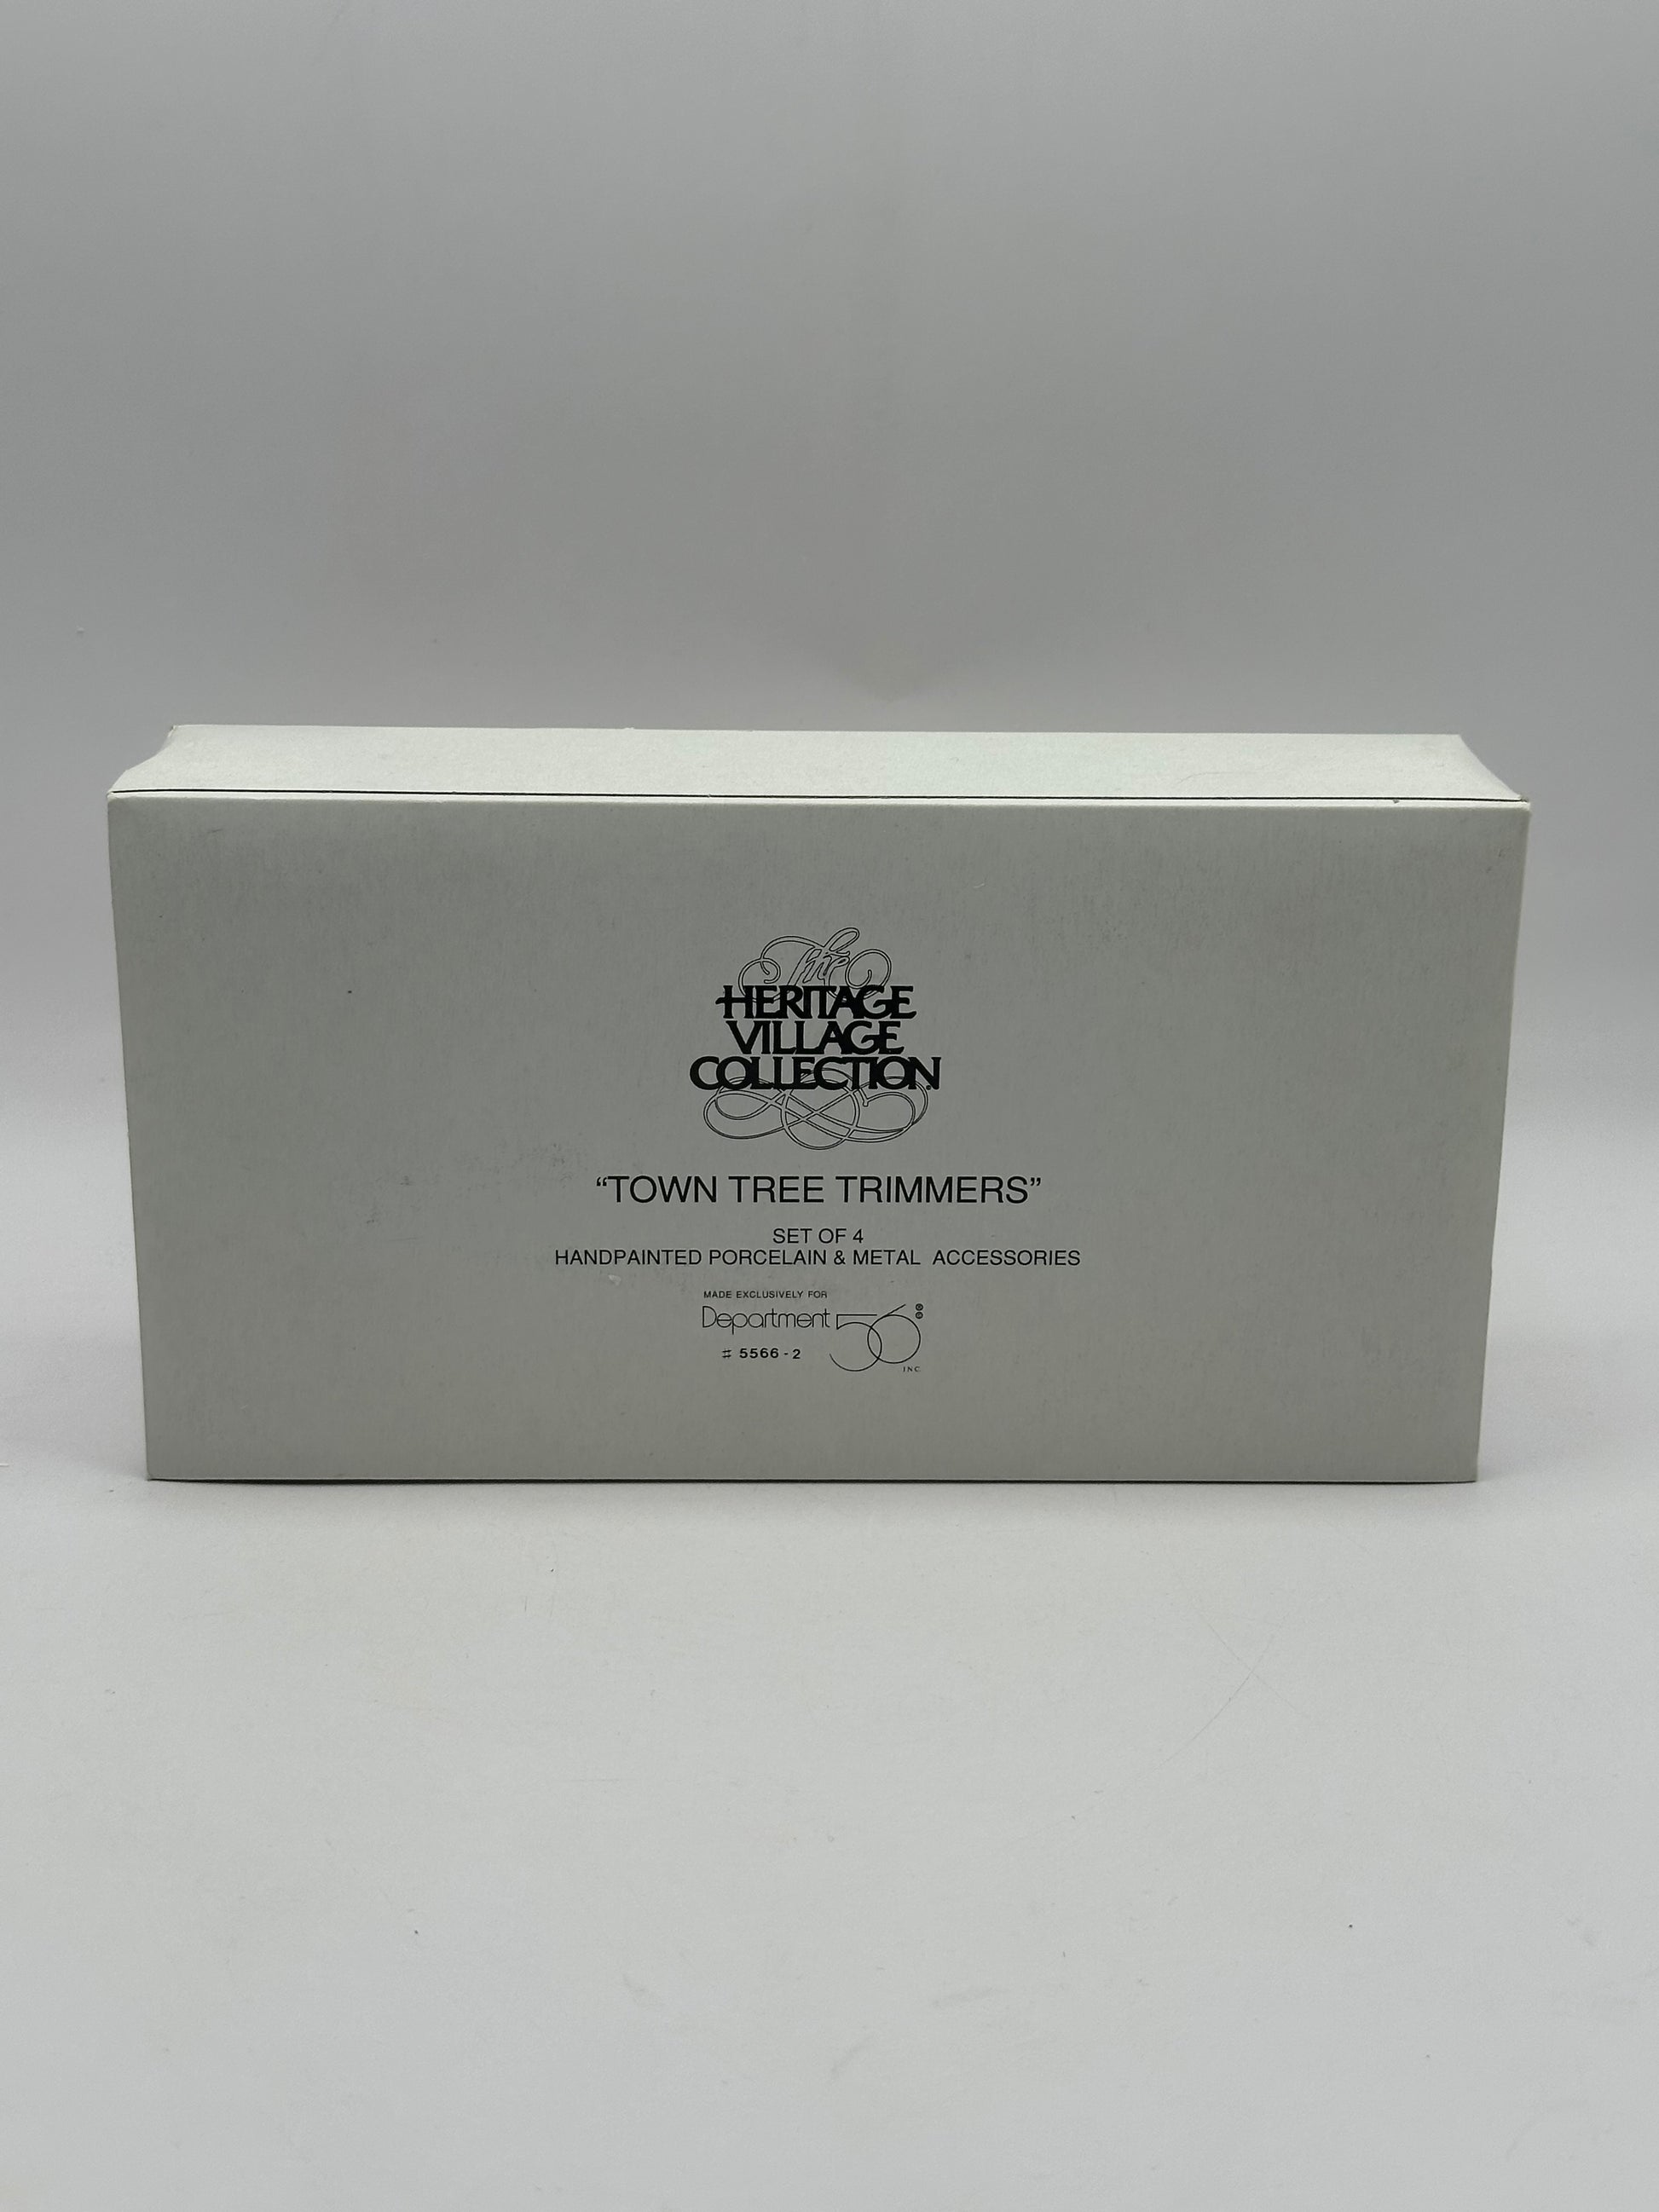 The
HERITAGE
VILLAGE
COLLECTION
“TOWN TREE TRIMMERS”
SET OF 4
HANDPAINTED PORCELAIN & METAL ACCESSORIES
MADE EXCLUSIVELY FOR
Department 56 ®
# 5566-2
INC.